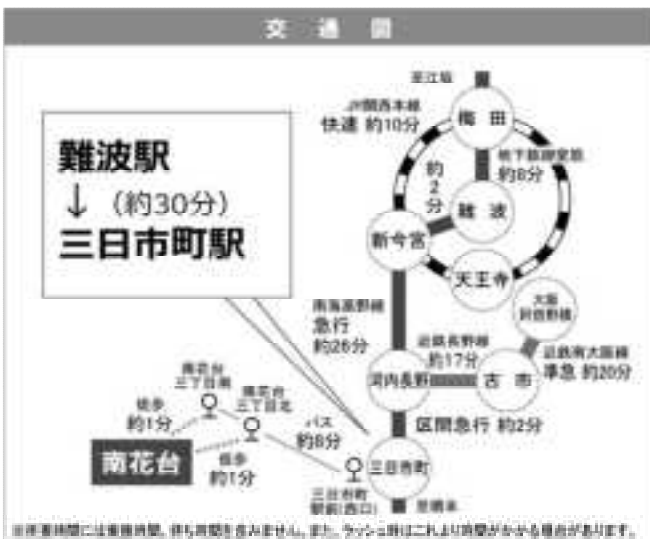 交通図
至江坂
JR関西本線
快速 約10分
梅田
地下鉄御堂筋
約8分
約2分
難波
難波駅
↓（約30分）
三日市町駅
新今宮
天王寺
大阪
阿部野橋
南海高野線
急行
約26分
近鉄長野線
約17分
近鉄南大阪線
準急 約20分
河内長野
古市
南花台
三丁目南
南花台
三丁目北
徒歩
約1分
バス
約8分
区間急行 約2分
南花台
徒歩
約1分
三日市町
三日市町
駅前(西口)
至橋本
※所要時間には乗換時間、待ち時間を含みません。また、ラッシュ時はこれより時間がかかる場合があります。